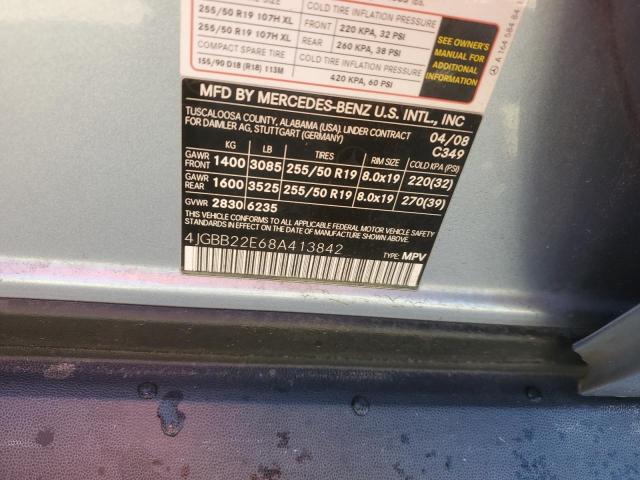 255/50 R19 107H XL
COLD TIRE INFLATION PRESSURE
FRONT 220 KPA, 32 PSI
255/50 R19 107H XL
REAR 260 KPA, 38 PSI
COMPACT SPARE TIRE
COLD TIRE INFLATION PRESSURE
155/90 D18 (R18) 113M
420 KPA, 60 PSI
SEE OWNER'S
MANUAL FOR
ADDITIONAL
INFORMATION
A 164 584 84
MFD BY MERCEDES-BENZ U.S. INTL., INC
TUSCALOOSA COUNTY, ALABAMA (USA), UNDER CONTRACT
FOR DAIMLER AG, STUTTGART (GERMANY)
04/08
C349
KG LB TIRES RIM SIZE COLD KPA (PSI)
GAWR FRONT 1400 3085 255/50 R19 8.0x19 220(32)
GAWR REAR 1600 3525 255/50 R19 8.0x19 270(39)
GVWR 2830 6235
THIS VEHICLE CONFORMS TO ALL APPLICABLE FEDERAL MOTOR VEHICLE SAFETY
STANDARDS IN EFFECT ON THE DATE OF MANUFACTURE SHOWN ABOVE.
4JGBB22E68A413842
TYPE: MPV